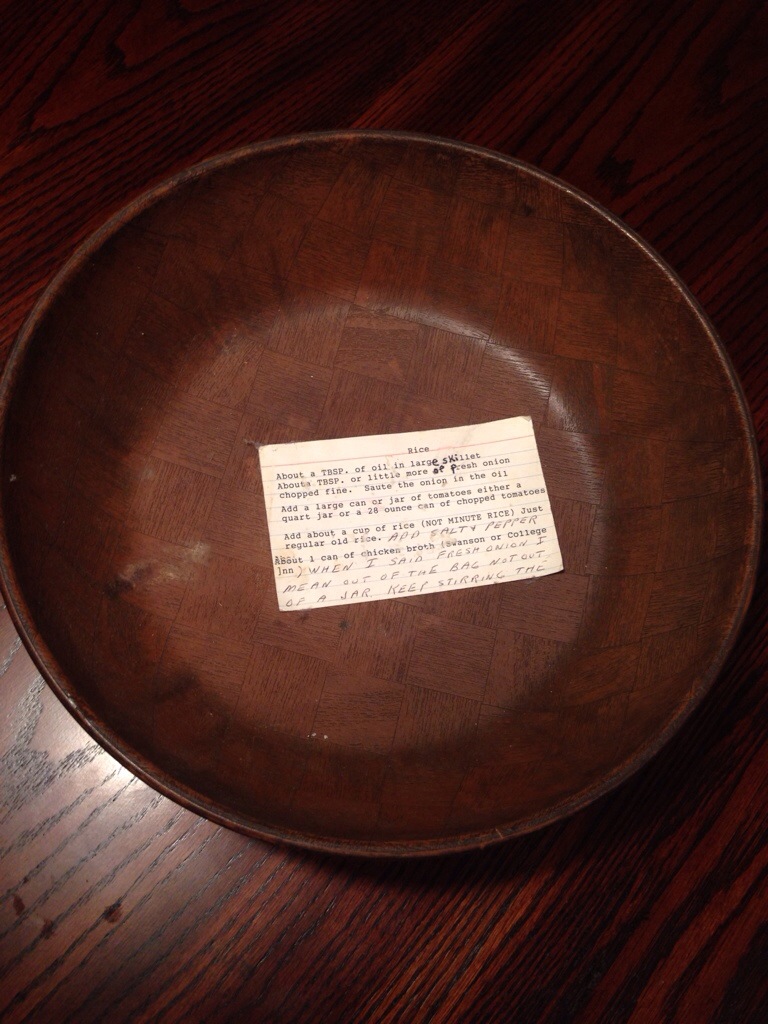 Rice
About a TBSP. of oil in large skillet
Abouta TBSP. or little more of fresh onion
chopped fine. Saute the onion in the oil
Add a large can or jar of tomatoes either a
quart jar or a 28 ounce can of chopped tomatoes
Add about a cup of rice (NOT MINUTE RICE) Just
regular old rice. ADD SALT & PEPPER
About 1 can of chicken broth (Swanson or College
Inn) WHEN I SAID FRESH ONION I
MEAN OUT OF THE BAG NOT OUT
OF A JAR. KEEP STIRRING THE